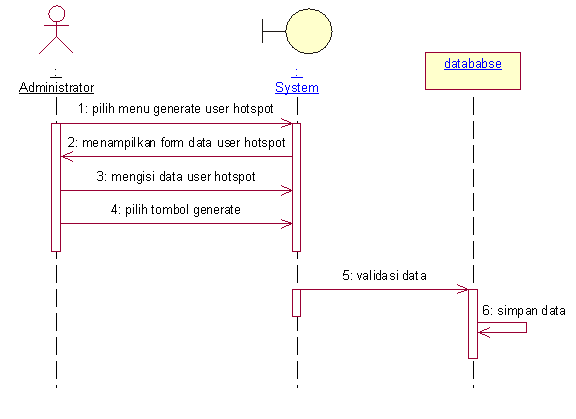 datababse
: Administrator
: System
1: pilih menu generate user hotspot
2: menampilkan form data user hotspot
3: mengisi data user hotspot
4: pilih tombol generate
5: validasi data
6: simpan data